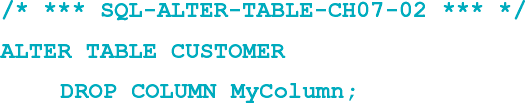 /* *** SQL-ALTER-TABLE-CH07-02 *** */
ALTER TABLE CUSTOMER
DROP COLUMN MyColumn;